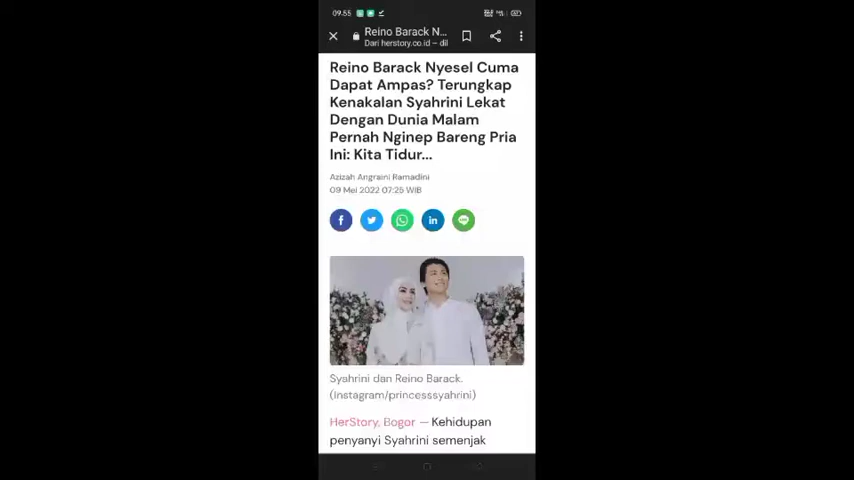 09.55
Reino Barack N...
Dari herstory.co.id – dil
Reino Barack Nyesel Cuma
Dapat Ampas? Terungkap
Kenakalan Syahrini Lekat
Dengan Dunia Malam
Pernah Nginep Bareng Pria
Ini: Kita Tidur...
Azizah Angraini Ramadini
09 Mei 2022 07:25 WIB
Syahrini dan Reino Barack.
(Instagram/princesssyahrini)
HerStory, Bogor — Kehidupan
penyanyi Syahrini semenjak